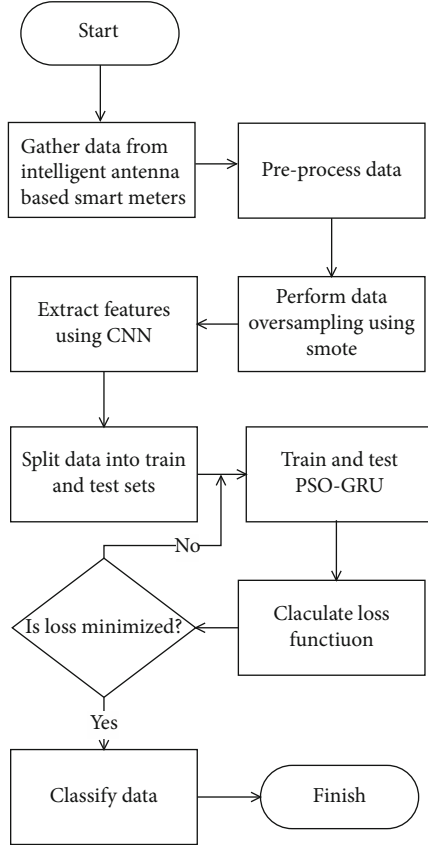 Start
Gather data from
intelligent antenna
based smart meters
Pre-process data
Perform data
oversampling using
smote
Extract features
using CNN
Split data into train
and test sets
Train and test
PSO-GRU
Claculate loss
functiuon
Is loss minimized?
No
Yes
Classify data
Finish